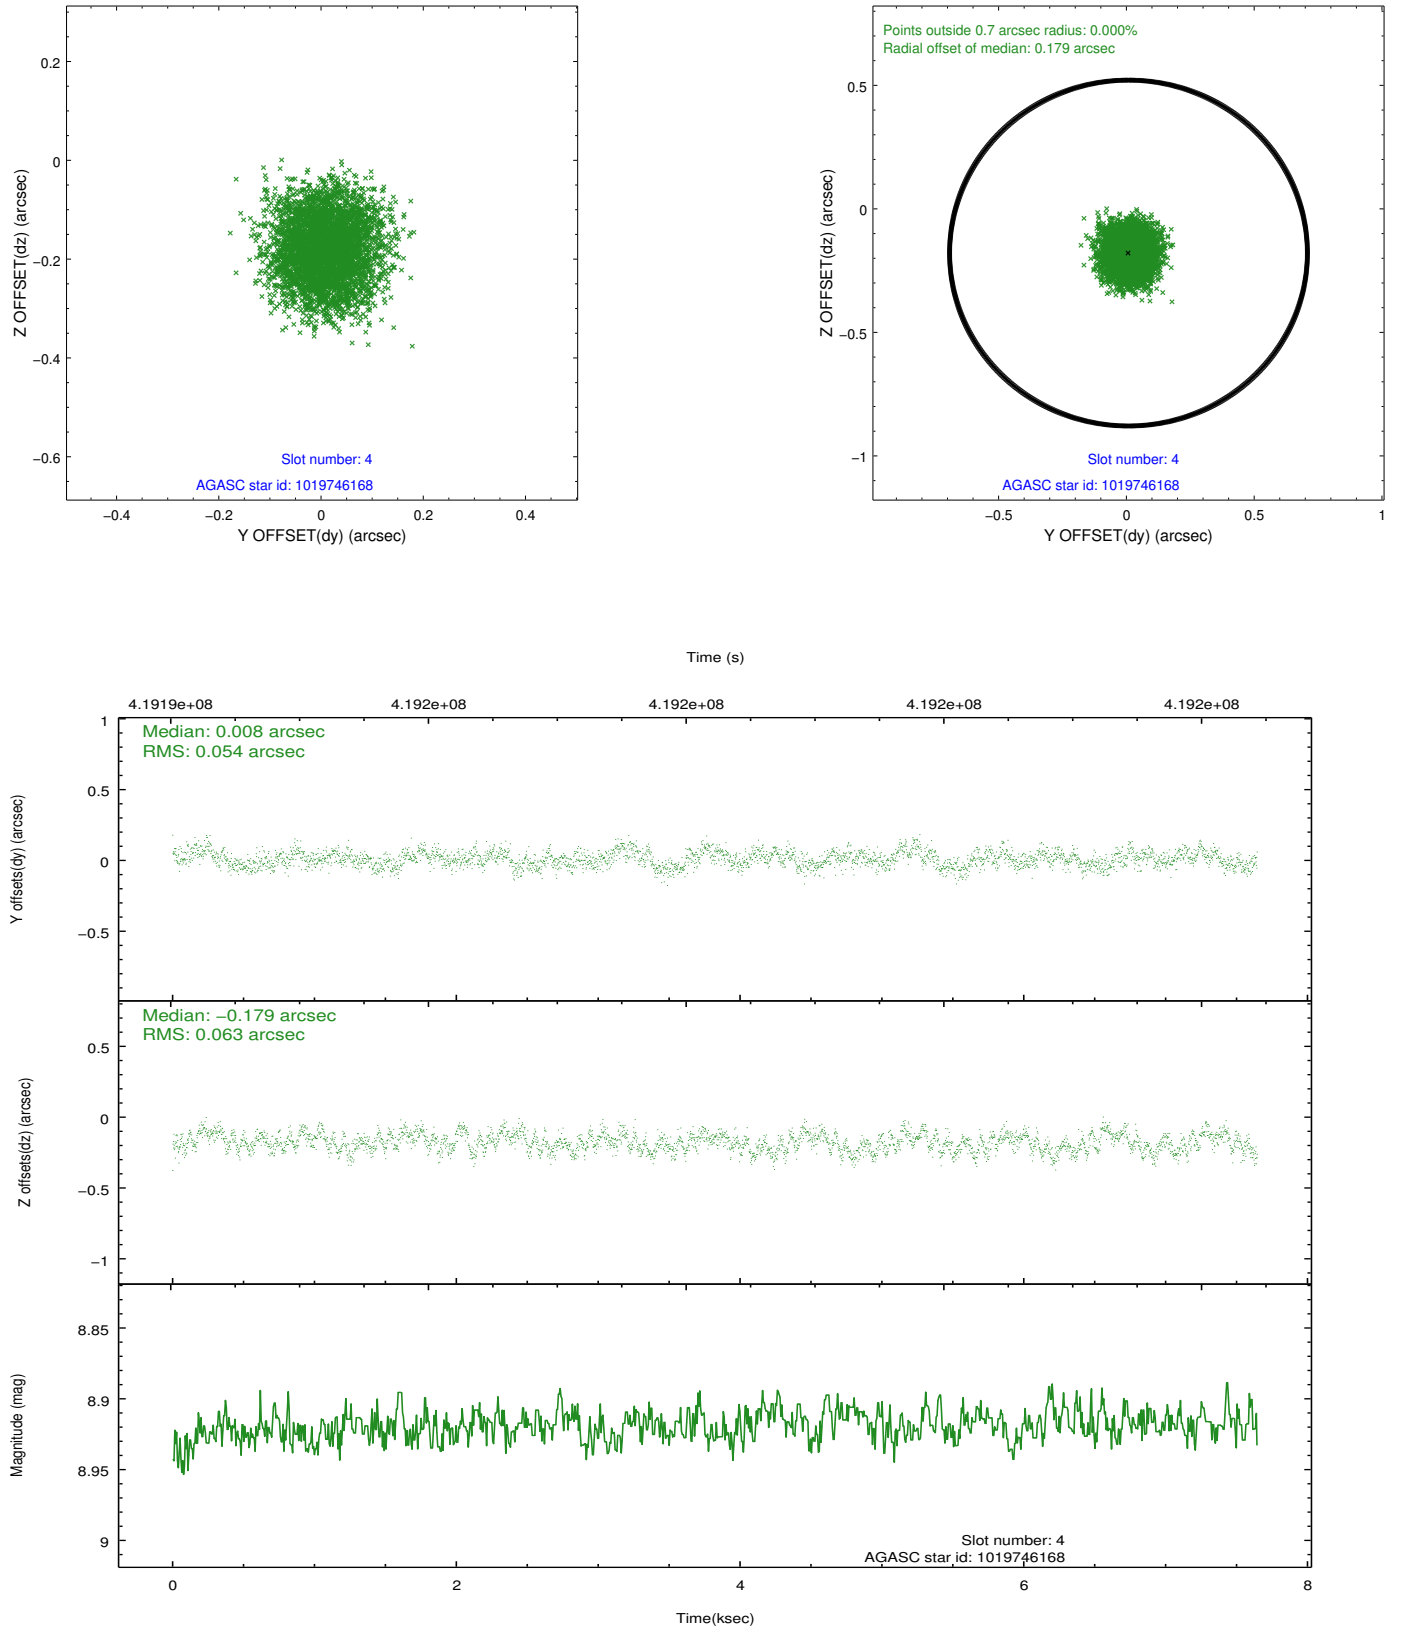 0.2
0
−0.2
−0.4
−0.6
Z OFFSET(dz) (arcsec)
Slot number: 4
AGASC star id: 1019746168
−0.4
−0.2
0
0.2
0.4
Y OFFSET(dy) (arcsec)
Points outside 0.7 arcsec radius: 0.000%
Radial offset of median: 0.179 arcsec
0.5
0
−0.5
−1
Z OFFSET(dz) (arcsec)
Slot number: 4
AGASC star id: 1019746168
−0.5
0
0.5
1
Y OFFSET(dy) (arcsec)
Time (s)
4.1919e+08
4.192e+08
4.192e+08
4.192e+08
4.192e+08
Median: 0.008 arcsec
RMS: 0.054 arcsec
1
0.5
0
−0.5
Y offsets(dy) (arcsec)
Median: −0.179 arcsec
RMS: 0.063 arcsec
0.5
0
−0.5
−1
Z offsets(dz) (arcsec)
8.85
8.9
8.95
9
Magnitude (mag)
Slot number: 4
AGASC star id: 1019746168
0
2
4
6
8
Time(ksec)